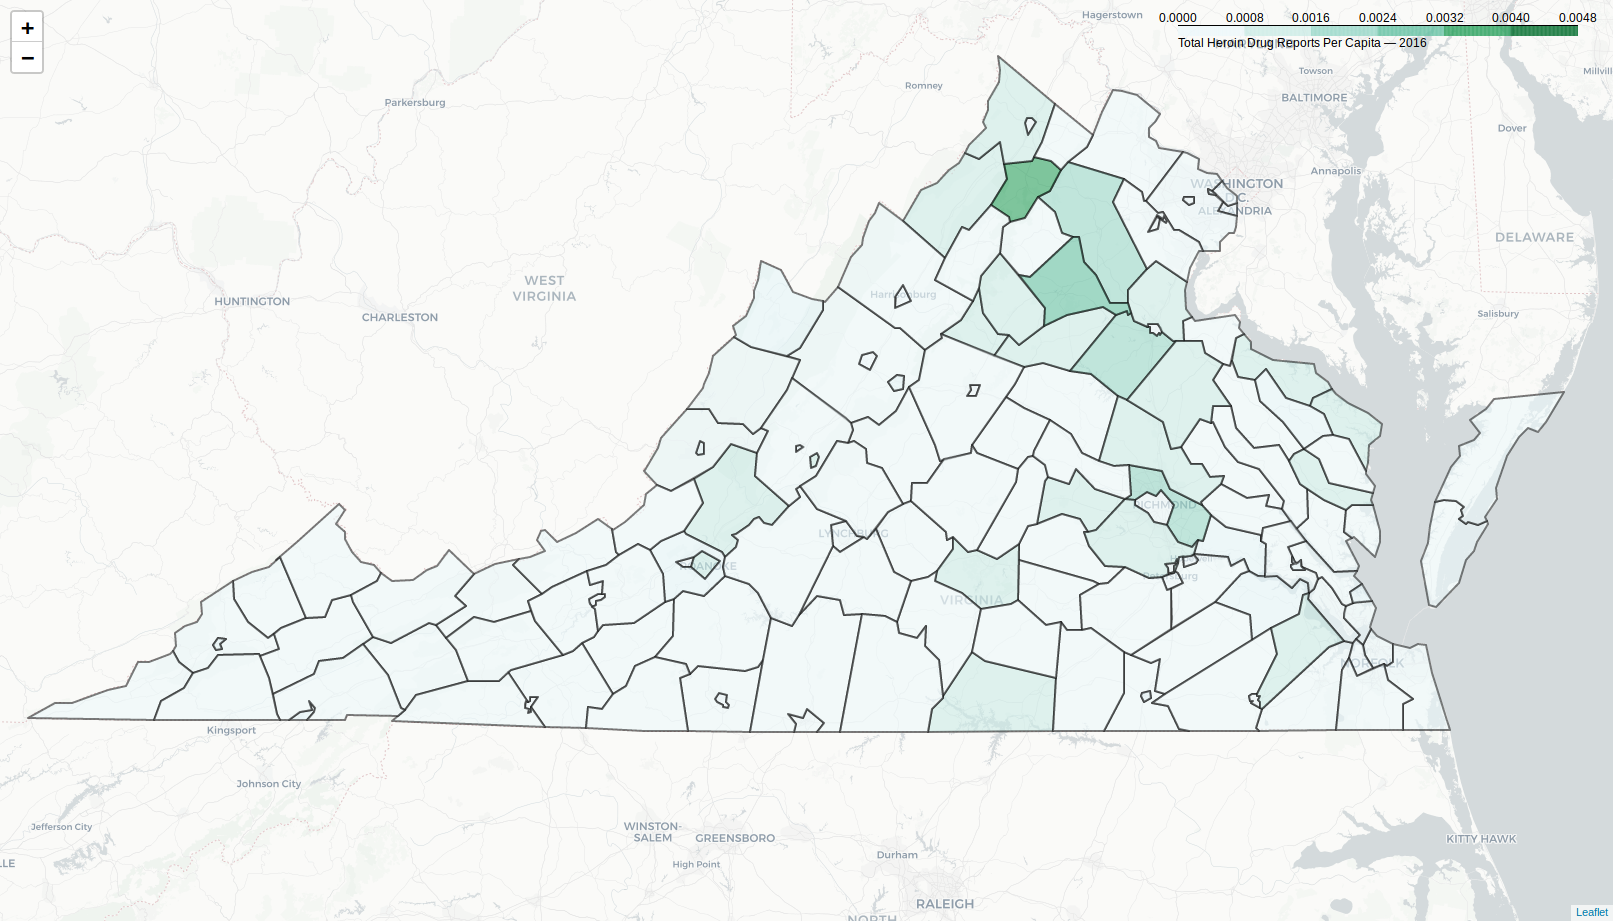 +
−
Hagerstown
0.0000 0.0008 0.0016 0.0024 0.0032 0.0040 0.0048
Total Heroin Drug Reports Per Capita — 2016
Towson
Millvill
Romney
BALTIMORE
Parkersburg
Dover
Annapolis
WASHINGTON
D.C.
ALEXANDRIA
DELAWARE
WEST
VIRGINIA
HUNTINGTON
Harrisonburg
CHARLESTON
Salisbury
RICHMOND
LYNCHBURG
ROANOKE
Petersburg
VIRGINIA
NORFOLK
Kingsport
Johnson City
Jefferson City
WINSTON-
SALEM
GREENSBORO
KITTY HAWK
Durham
High Point
LLE
RALEIGH
NORTH
Leaflet